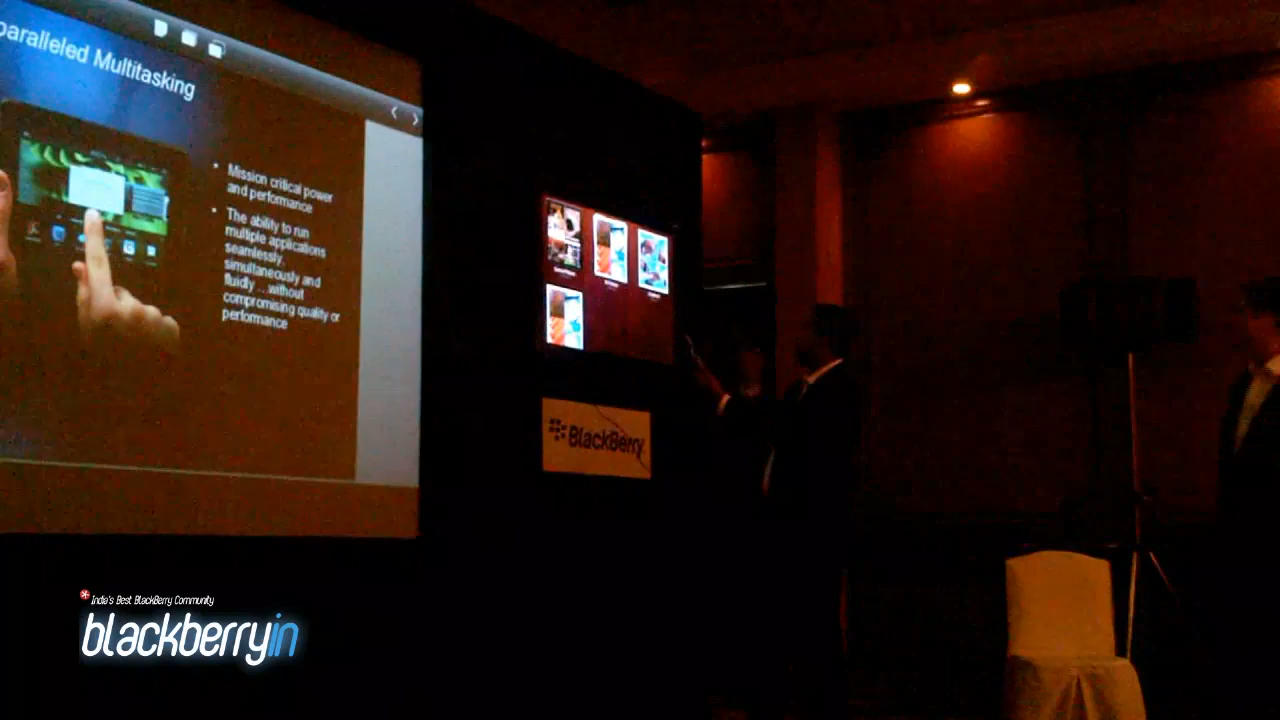 paralleled Multitasking
• Mission critical power
and performance
• The ability to run
multiple applications
seamlessly,
simultaneously and
fluidly ...without
compromising quality or
performance
BlackBerry
India's Best BlackBerry Community
blackberryin